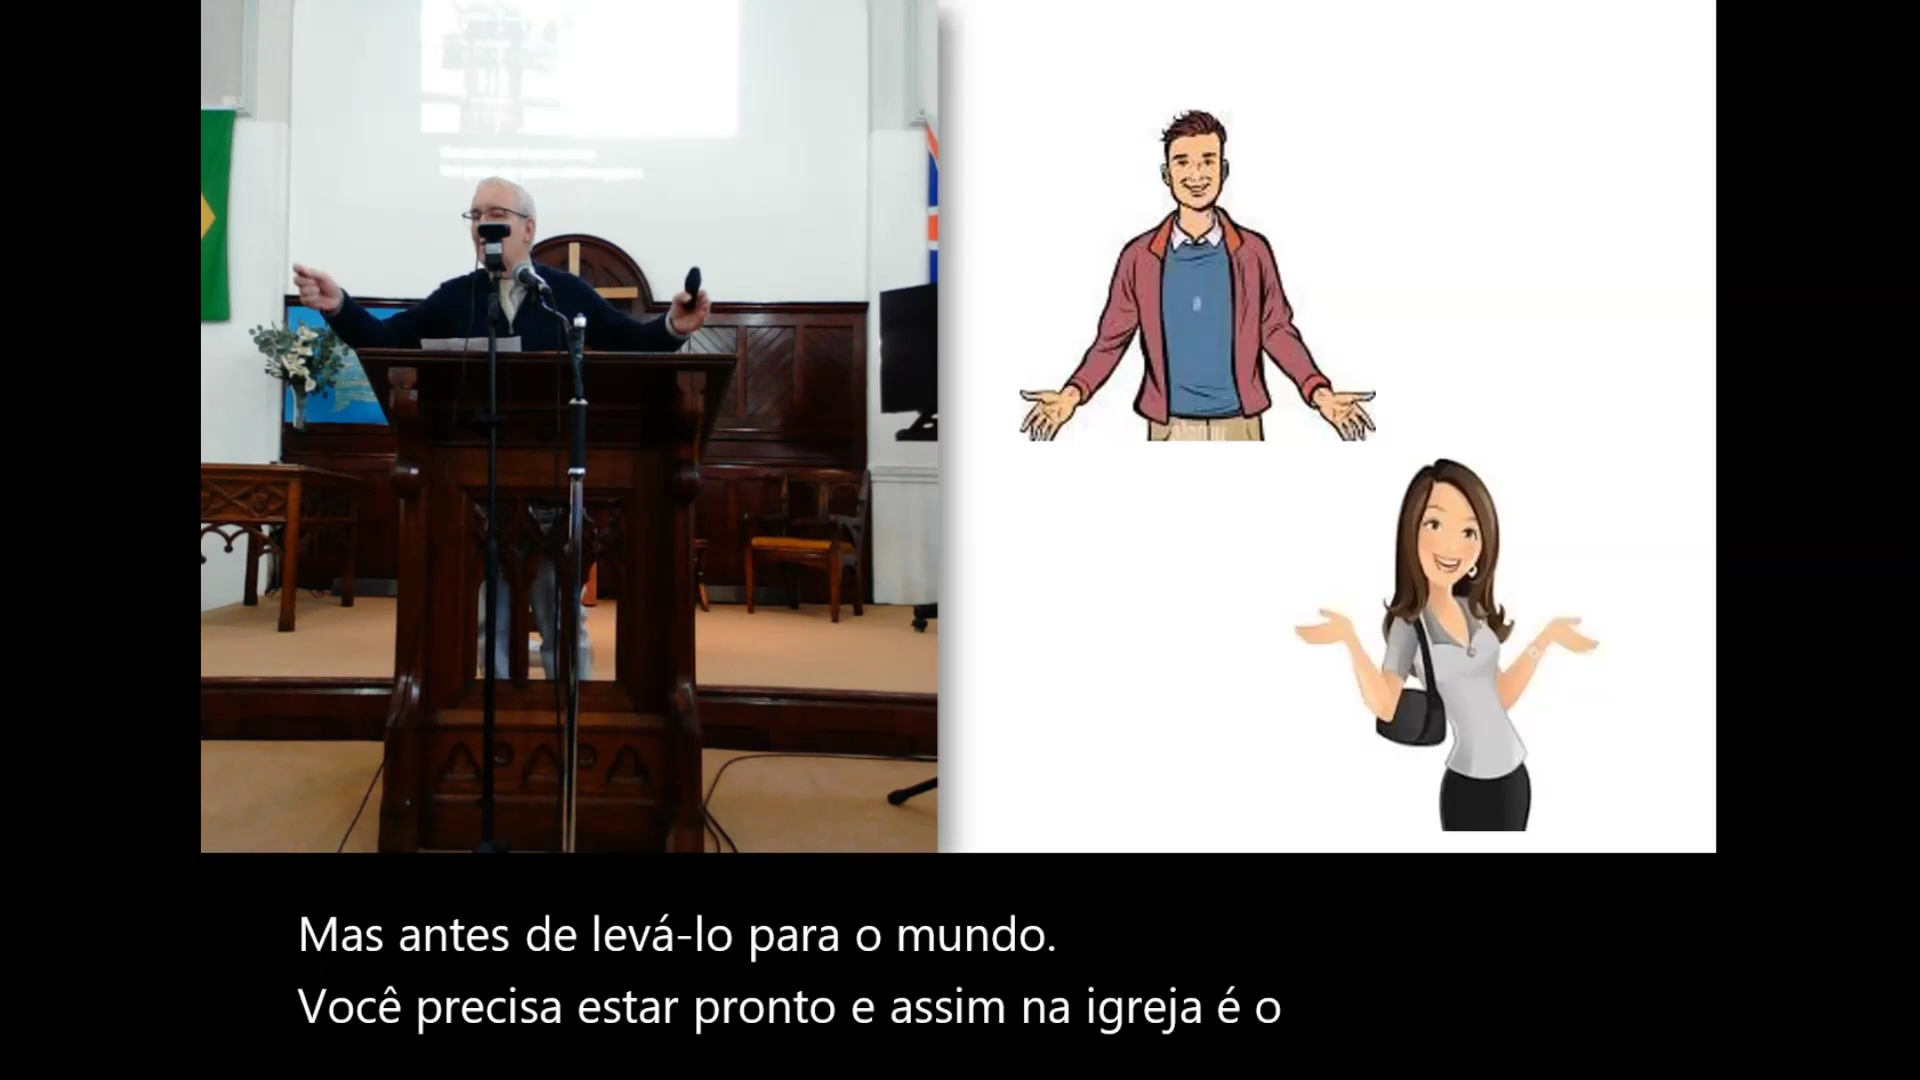 Mas antes de levá-lo para o mundo.
Você precisa estar pronto e assim na igreja é o